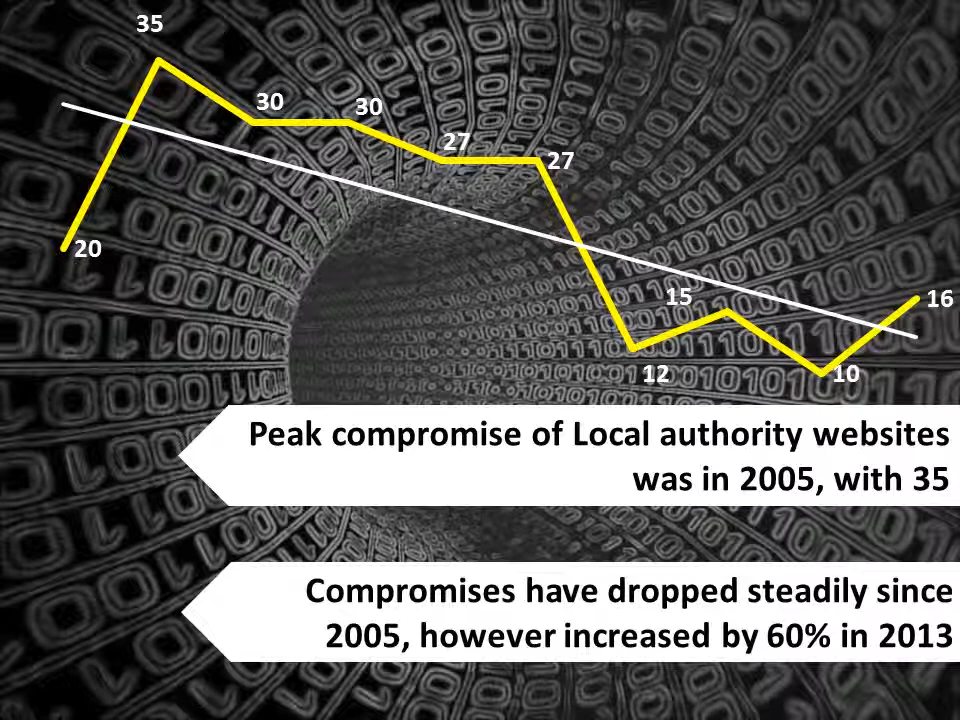 35
30
30
27
27
20
15
16
12
10
Peak compromise of Local authority websites
was in 2005, with 35
Compromises have dropped steadily since
2005, however increased by 60% in 2013